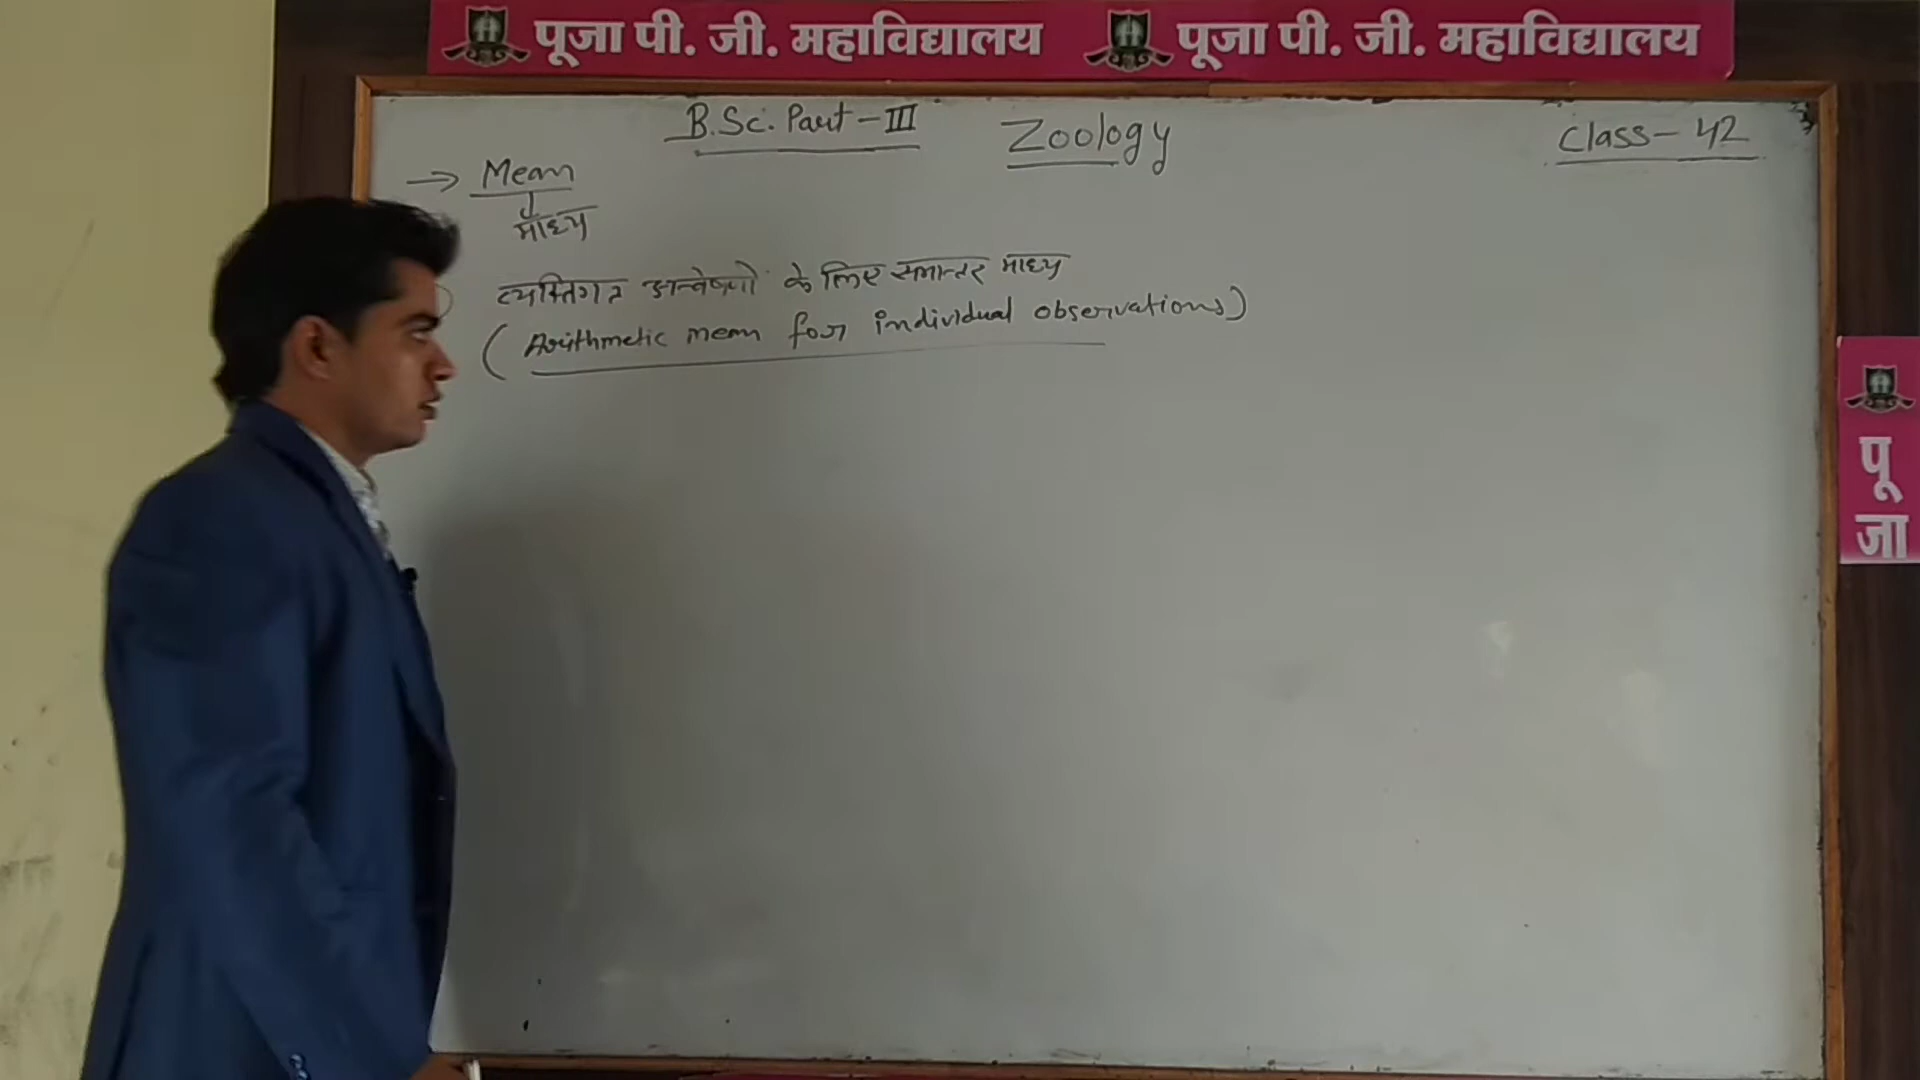 पूजा पी. जी. महाविद्यालय पूजा पी. जी. महाविद्यालय
B.Sc. Part-III Zoology Class-42
→ Mean
माध्य
व्यक्तिगत अन्वेषणो के लिए समान्तर माध्य
(Arithmetic mean for individual observations)
पू
जा